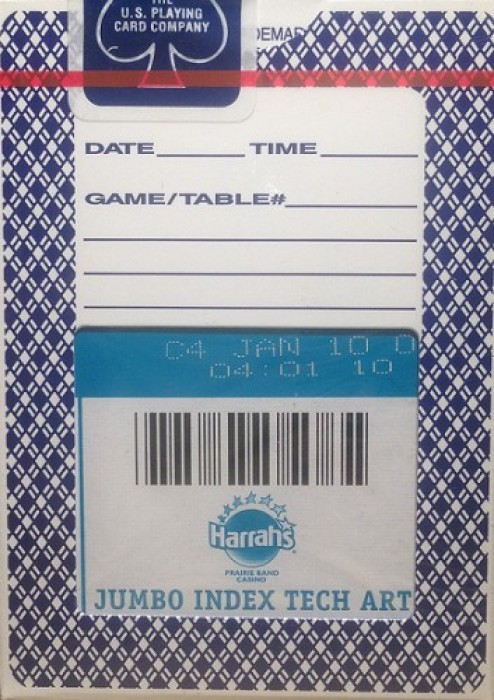 THE
U.S. PLAYING
CARD COMPANY
DEMAR
DATE TIME
GAME/TABLE#
C4 JAN 10 0
04:01 10
Harrah's
PRAIRIE BAND
CASINO
JUMBO INDEX TECH ART